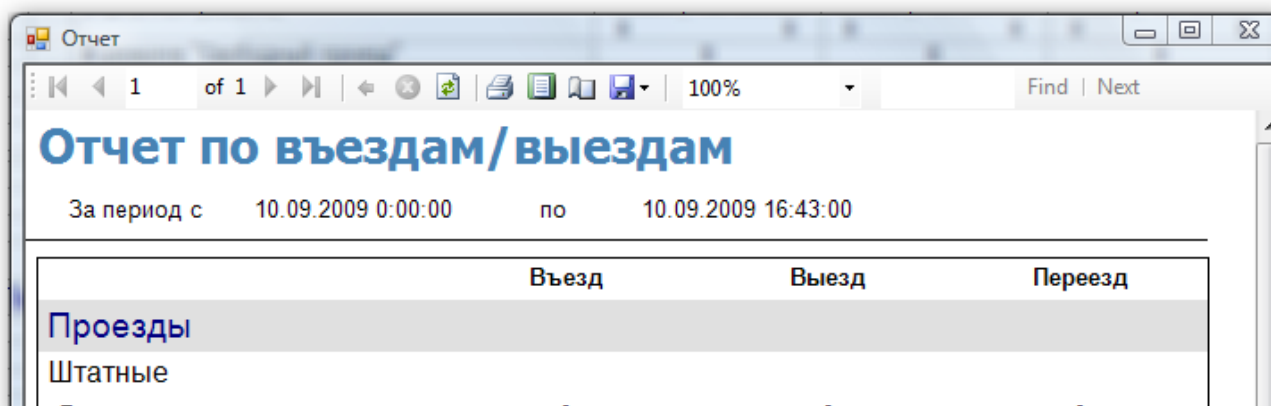 Отчет
1 of 1 100% Find | Next
Отчет по въездам/выездам
За период с 10.09.2009 0:00:00 по 10.09.2009 16:43:00
Въезд Выезд Переезд
Проезды
Штатные